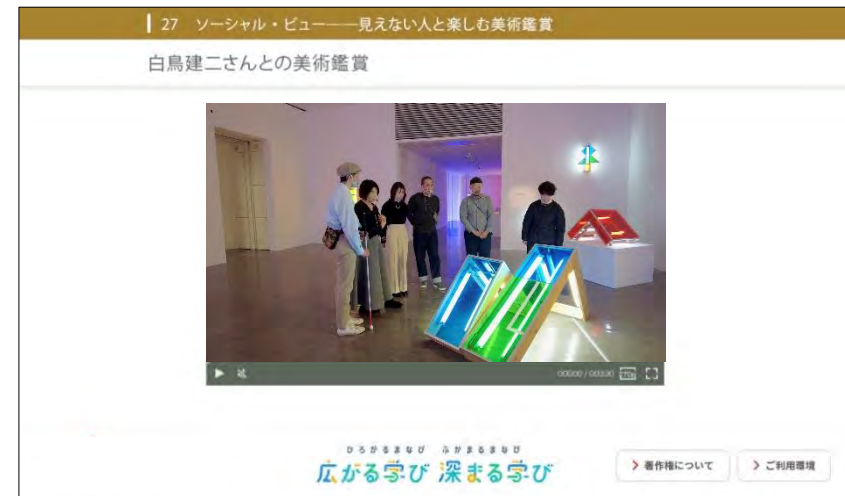 27 ソーシャル・ビュー——見えない人と楽しむ美術鑑賞
白鳥建二さんとの美術鑑賞
ひろがるまなび ふかまるまなび
広がる学び 深まる学び
著作権について
ご利用環境